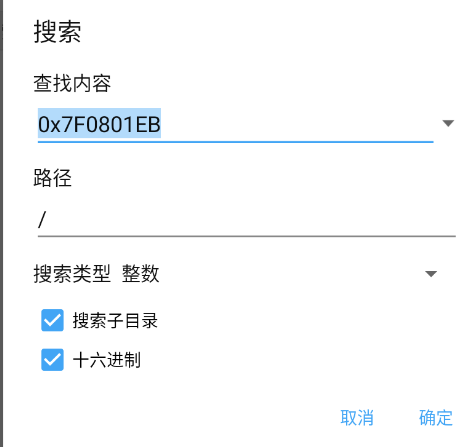 搜索
查找内容
0x7F0801EB
路径
/
搜索类型 整数
搜索子目录
十六进制
取消 确定